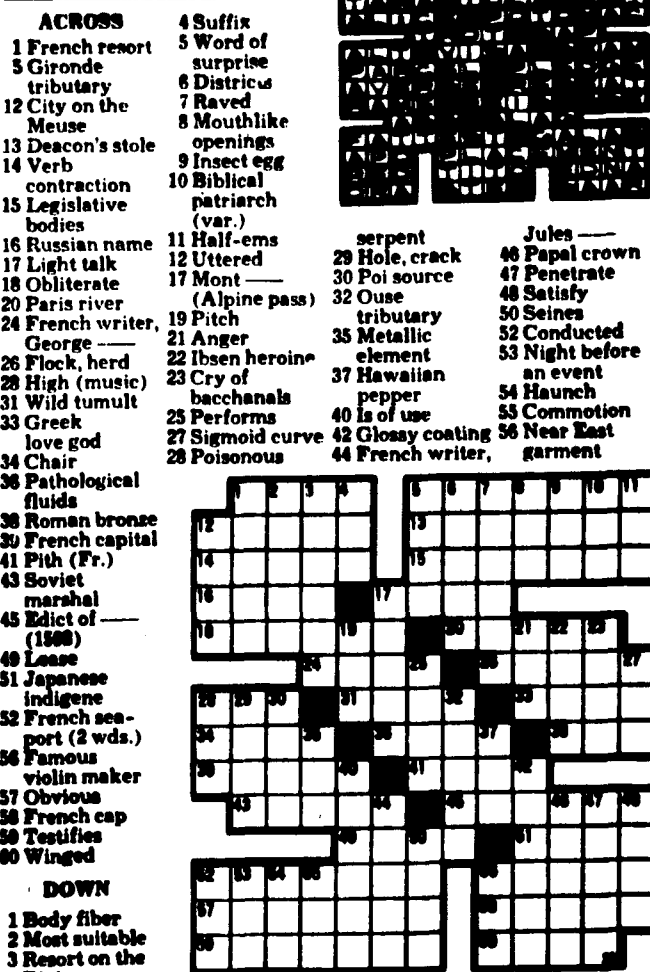 ACROSS
1 French resort
5 Gironde
tributary
12 City on the
Meuse
13 Deacon's stole
14 Verb
contraction
15 Legislative
bodies
16 Russian name
17 Light talk
18 Obliterate
20 Paris river
24 French writer,
George ——
26 Flock, herd
28 High (music)
31 Wild tumult
33 Greek
love god
34 Chair
36 Pathological
fluids
38 Roman bronze
39 French capital
41 Pith (Fr.)
43 Soviet
marshal
45 Edict of ——
(1598)
49 Lease
51 Japanese
indigene
52 French sea-
port (2 wds.)
56 Famous
violin maker
57 Obvious
58 French cap
59 Testifies
60 Winged
DOWN
1 Body fiber
2 Most suitable
3 Resort on the
4 Suffix
5 Word of
surprise
6 Districts
7 Raved
8 Mouthlike
openings
9 Insect egg
10 Biblical
patriarch
(var.)
11 Half-ems
12 Uttered
17 Mont ——
(Alpine pass)
19 Pitch
21 Anger
22 Ibsen heroine
23 Cry of
bacchanals
25 Performs
27 Sigmoid curve
28 Poisonous
serpent
29 Hole, crack
30 Poi source
32 Ouse
tributary
35 Metallic
element
37 Hawaiian
pepper
40 Is of use
42 Glossy coating
44 French writer,
Jules ——
46 Papal crown
47 Penetrate
48 Satisfy
50 Seines
52 Conducted
53 Night before
an event
54 Haunch
55 Commotion
56 Near East
garment
1 2 3 4 5 6 7 8 9 10 11
12 13
14 15
16 17
18 19 20 21 22 23
24 25 26 27
28 29 30 31 32 33
34 35 36 37 38
39 40 41 42
43 44 45 46 47 48
49 50 51
52 53 54 55 56
57 58
59 60